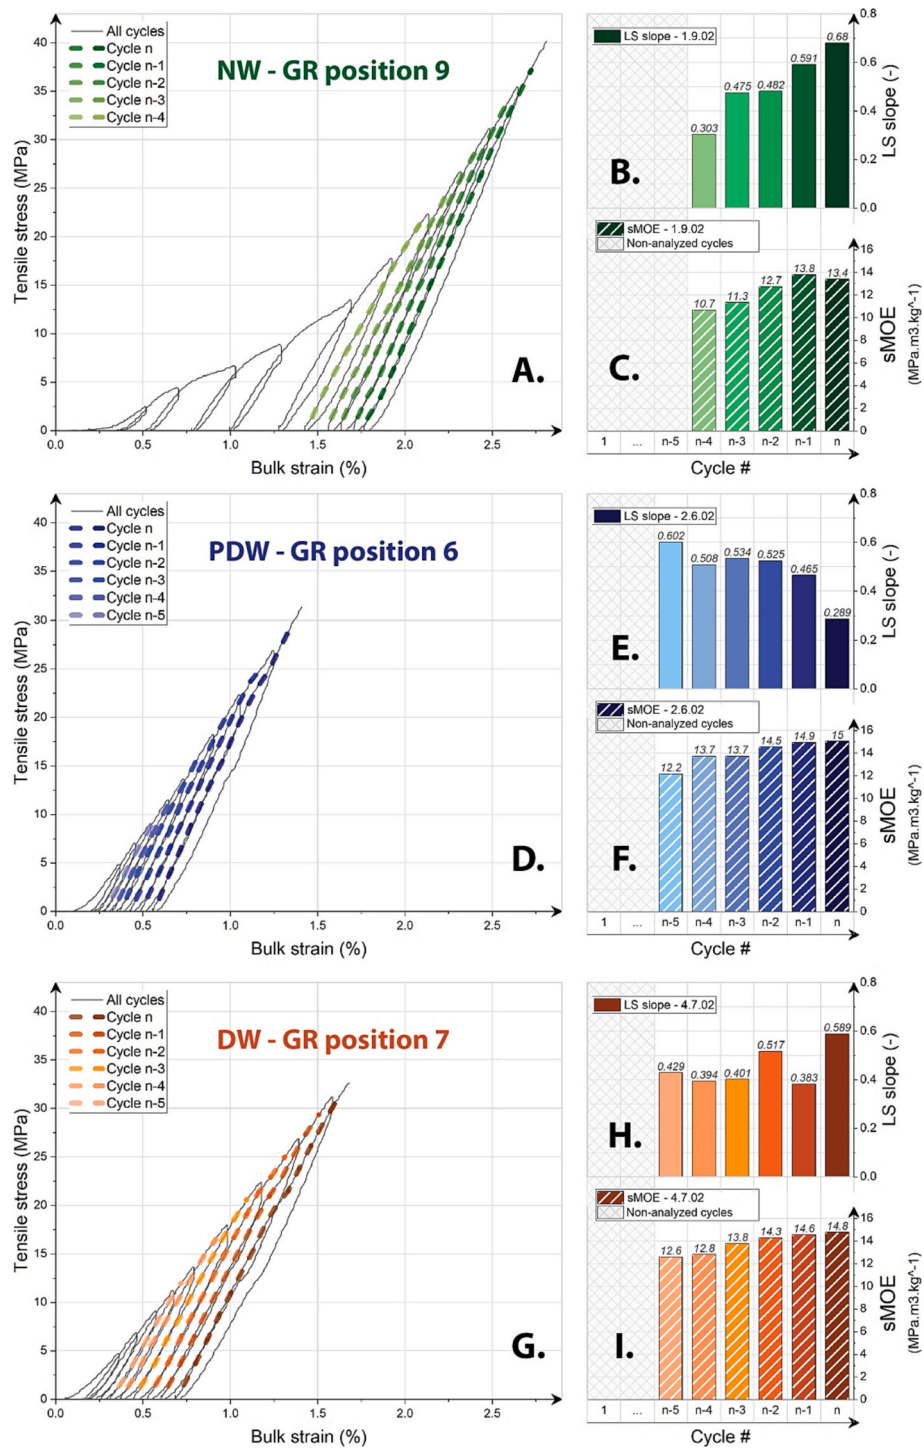 All cycles
Cycle n
Cycle n-1
Cycle n-2
Cycle n-3
Cycle n-4
NW - GR position 9
A.
Tensile stress (MPa)
40
35
30
25
20
15
10
5
0
0.0 0.5 1.0 1.5 2.0 2.5
Bulk strain (%)
LS slope - 1.9.02
0.303 0.475 0.482 0.591 0.68
B.
0.8
0.6
0.4
0.2
0.0
LS slope (-)
sMOE - 1.9.02
Non-analyzed cycles
10.7 11.3 12.7 13.8 13.4
C.
16
14
12
10
8
6
4
2
0
sMOE
(MPa.m3.kg^-1)
1 ... n-5 n-4 n-3 n-2 n-1 n
Cycle #
All cycles
Cycle n
Cycle n-1
Cycle n-2
Cycle n-3
Cycle n-4
Cycle n-5
PDW - GR position 6
D.
Tensile stress (MPa)
40
35
30
25
20
15
10
5
0
0.0 0.5 1.0 1.5 2.0 2.5
Bulk strain (%)
LS slope - 2.6.02
0.602 0.508 0.534 0.525 0.465 0.289
E.
0.8
0.6
0.4
0.2
0.0
LS slope (-)
sMOE - 2.6.02
Non-analyzed cycles
12.2 13.7 13.7 14.5 14.9 15
F.
16
14
12
10
8
6
4
2
0
sMOE
(MPa.m3.kg^-1)
1 ... n-5 n-4 n-3 n-2 n-1 n
Cycle #
All cycles
Cycle n
Cycle n-1
Cycle n-2
Cycle n-3
Cycle n-4
Cycle n-5
DW - GR position 7
G.
Tensile stress (MPa)
40
35
30
25
20
15
10
5
0
0.0 0.5 1.0 1.5 2.0 2.5
Bulk strain (%)
LS slope - 4.7.02
0.429 0.394 0.401 0.517 0.383 0.589
H.
0.8
0.6
0.4
0.2
0.0
LS slope (-)
sMOE - 4.7.02
Non-analyzed cycles
12.6 12.8 13.8 14.3 14.6 14.8
I.
16
14
12
10
8
6
4
2
0
sMOE
(MPa.m3.kg^-1)
1 ... n-5 n-4 n-3 n-2 n-1 n
Cycle #